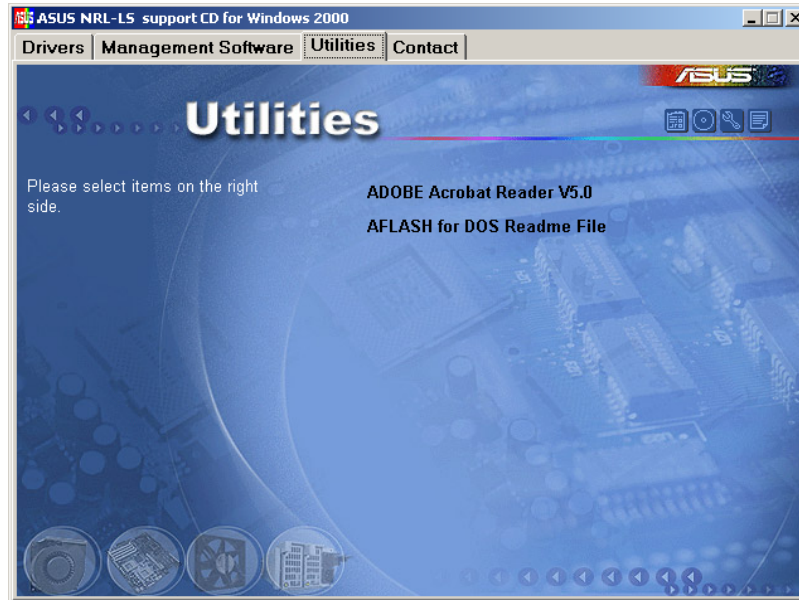 ASUS NRL-LS support CD for Windows 2000
Drivers Management Software Utilities Contact
ASUS
Utilities
Please select items on the right
side.
ADOBE Acrobat Reader V5.0
AFLASH for DOS Readme File